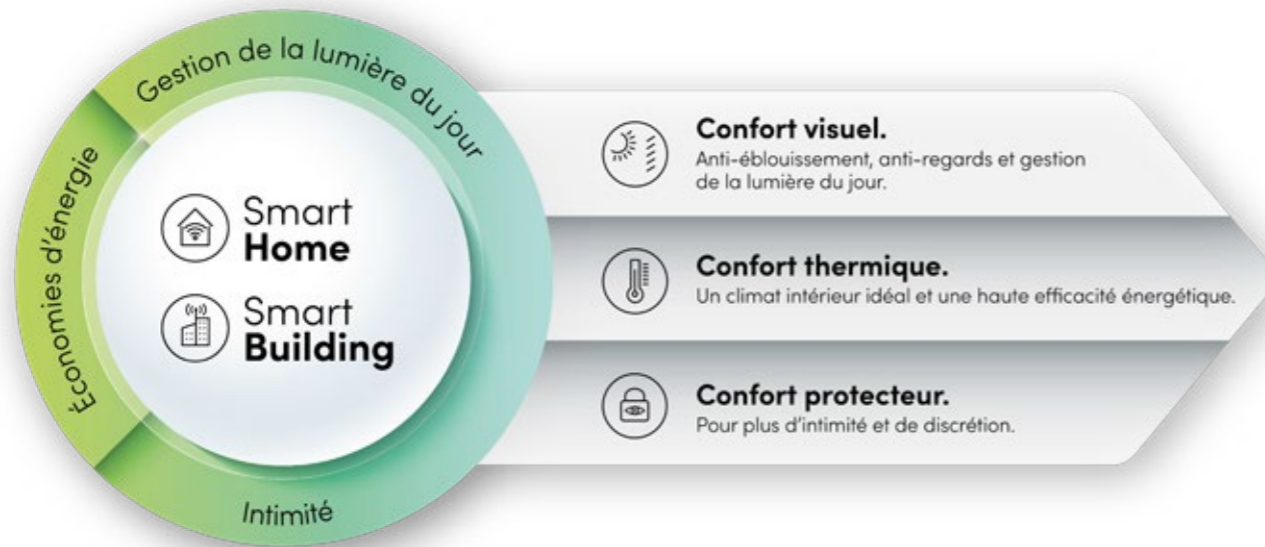 Gestion de la lumière du jour
Économies d'énergie
Intimité
Smart
Home
Smart
Building
Confort visuel.
Anti-éblouissement, anti-regards et gestion
de la lumière du jour.
Confort thermique.
Un climat intérieur idéal et une haute efficacité énergétique.
Confort protecteur.
Pour plus d'intimité et de discrétion.